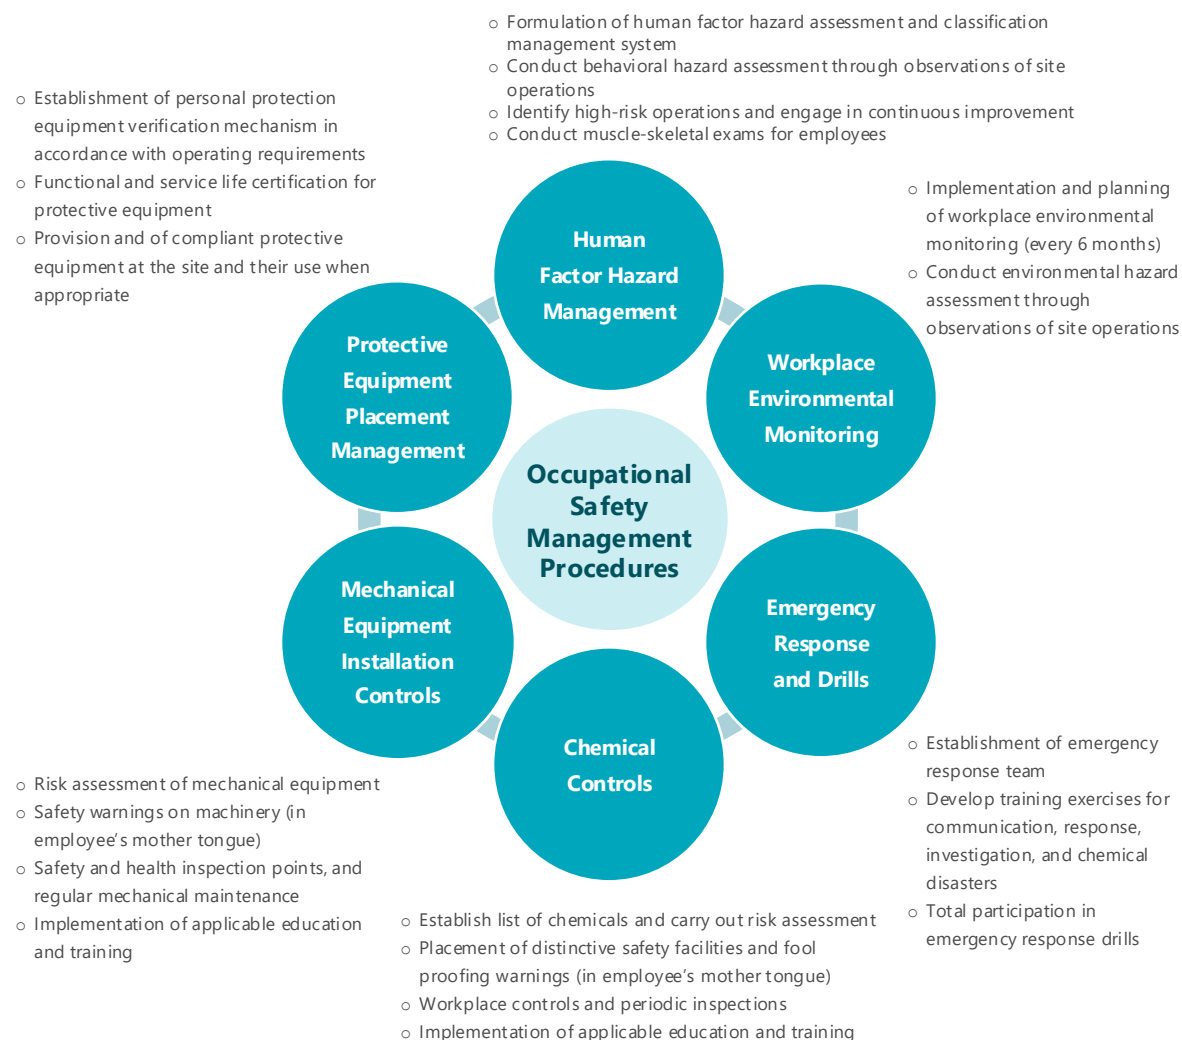 ○ Formulation of human factor hazard assessment and classification
management system
○ Conduct behavioral hazard assessment through observations of site
operations
○ Identify high-risk operations and engage in continuous improvement
○ Conduct muscle-skeletal exams for employees
○ Establishment of personal protection
equipment verification mechanism in
accordance with operating requirements
○ Functional and service life certification for
protective equipment
○ Provision and of compliant protective
equipment at the site and their use when
appropriate
○ Implementation and planning
of workplace environmental
monitoring (every 6 months)
○ Conduct environmental hazard
assessment through
observations of site operations
Human
Factor Hazard
Management
Protective
Equipment
Placement
Management
Workplace
Environmental
Monitoring
Occupational
Safety
Management
Procedures
Mechanical
Equipment
Installation
Controls
Emergency
Response
and Drills
Chemical
Controls
○ Risk assessment of mechanical equipment
○ Safety warnings on machinery (in
employee’s mother tongue)
○ Safety and health inspection points, and
regular mechanical maintenance
○ Implementation of applicable education
and training
○ Establishment of emergency
response team
○ Develop training exercises for
communication, response,
investigation, and chemical
disasters
○ Total participation in
emergency response drills
○ Establish list of chemicals and carry out risk assessment
○ Placement of distinctive safety facilities and fool
proofing warnings (in employee’s mother tongue)
○ Workplace controls and periodic inspections
○ Implementation of applicable education and training